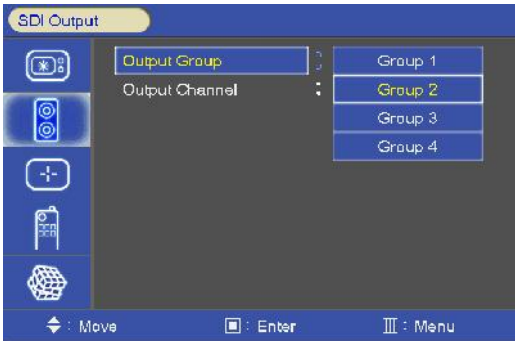 SDI Output
Output Group : Group 1
Output Channel : Group 2
Group 3
Group 4
: Move : Enter : Menu